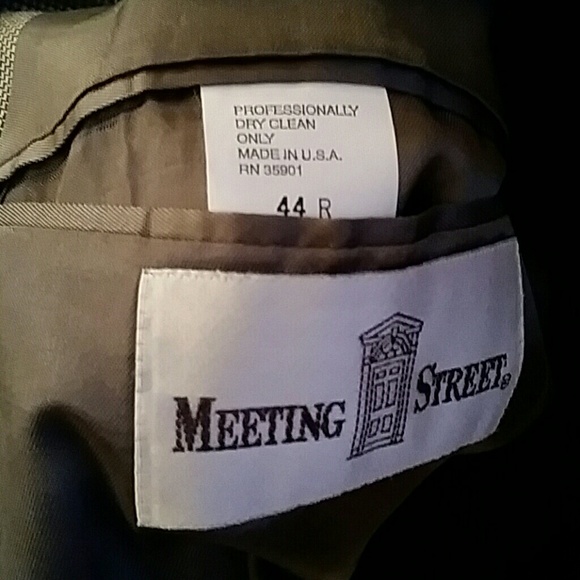 PROFESSIONALLY
DRY CLEAN
ONLY
MADE IN U.S.A.
RN 35901
44 R
MEETING STREET®